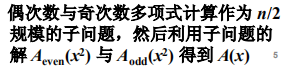 偶次数与奇次数多项式计算作为 n/2
规模的子问题，然后利用子问题的
解 Aeven(x²) 与 Aodd(x²) 得到 A(x)
5